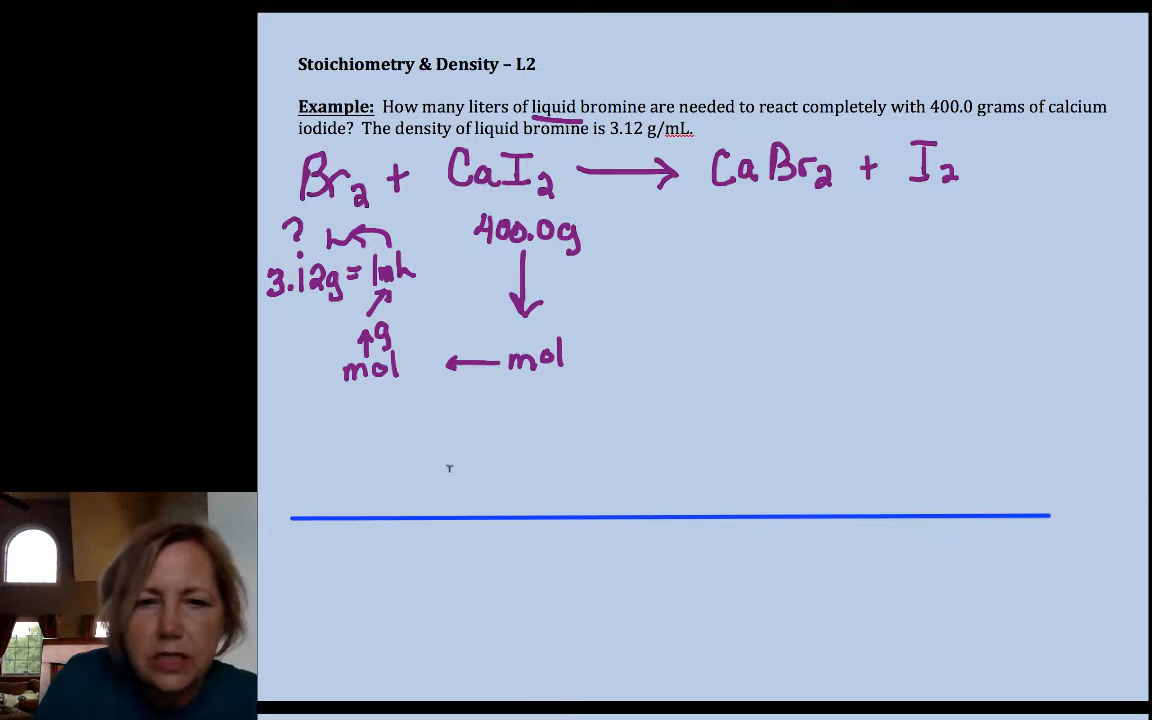 Stoichiometry & Density – L2
Example: How many liters of liquid bromine are needed to react completely with 400.0 grams of calcium
iodide? The density of liquid bromine is 3.12 g/mL.
Br2 + CaI2 → CaBr2 + I2
? L 400.0g
3.12g = 1mL
g
mol ← mol